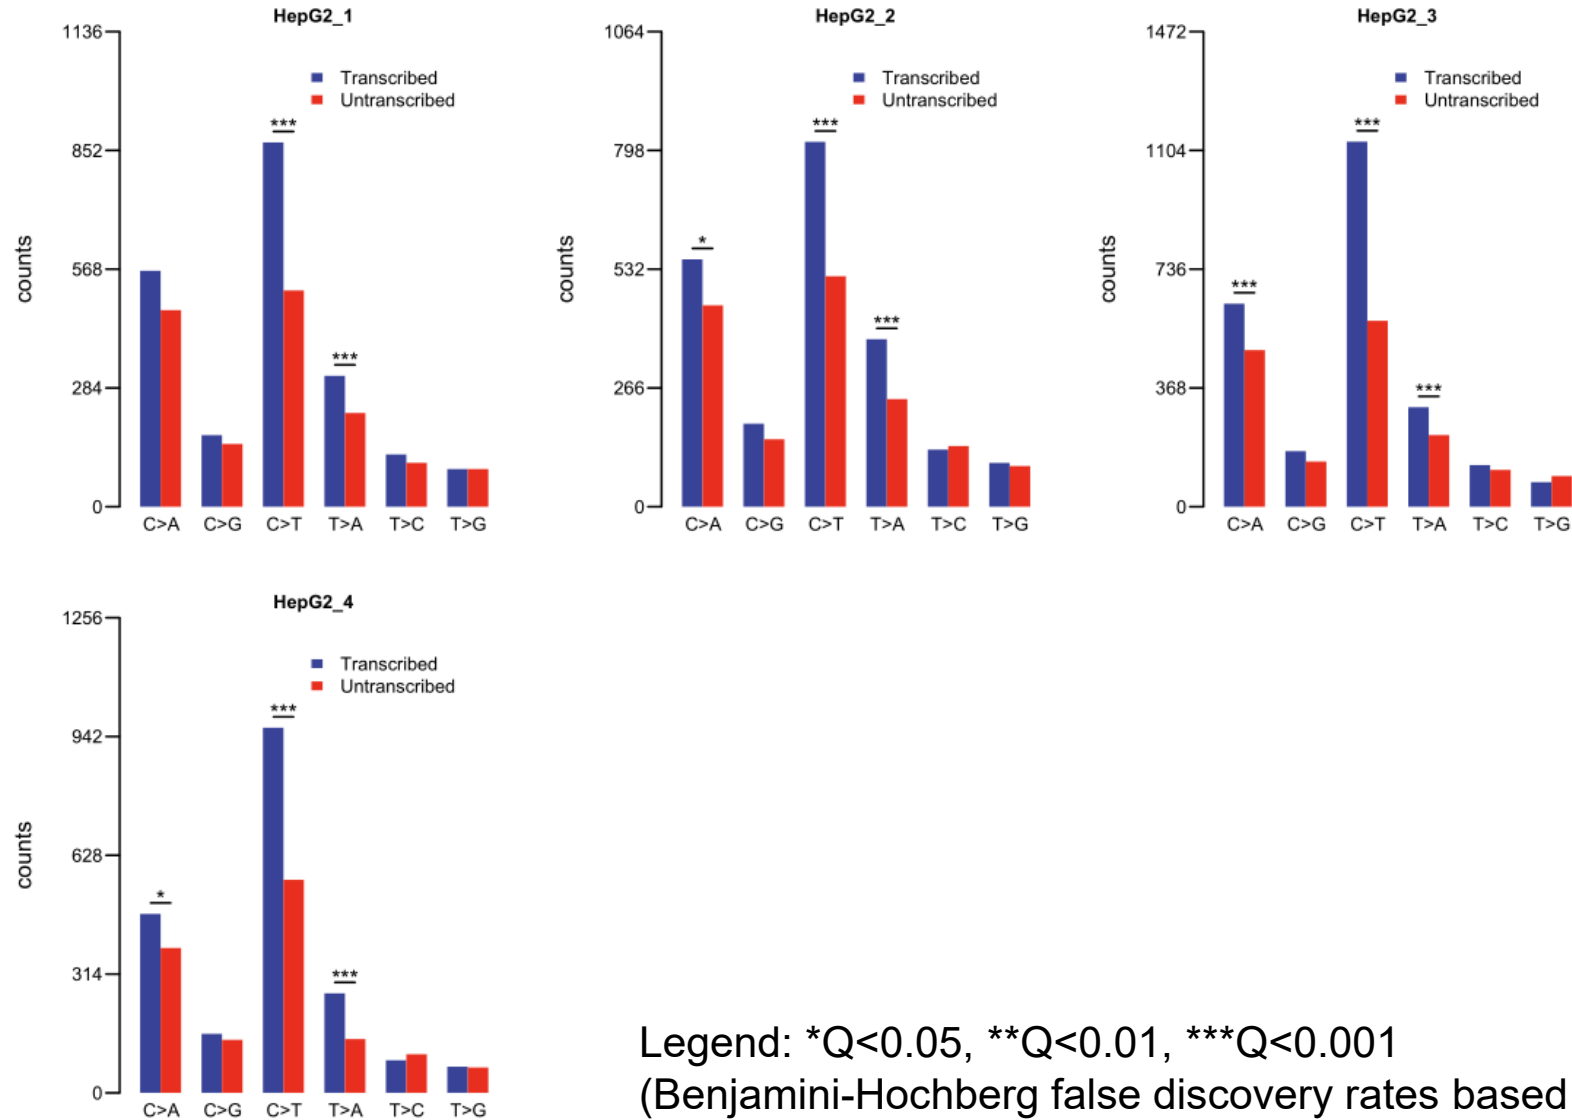 HepG2_1
1136
852
568
284
0
counts
Transcribed
Untranscribed
***
***
C>A C>G C>T T>A T>C T>G
HepG2_2
1064
798
532
266
0
counts
Transcribed
Untranscribed
*
***
***
C>A C>G C>T T>A T>C T>G
HepG2_3
1472
1104
736
368
0
counts
Transcribed
Untranscribed
***
***
***
C>A C>G C>T T>A T>C T>G
HepG2_4
1256
942
628
314
0
counts
Transcribed
Untranscribed
*
***
***
C>A C>G C>T T>A T>C T>G
Legend: *Q<0.05, **Q<0.01, ***Q<0.001
(Benjamini-Hochberg false discovery rates based